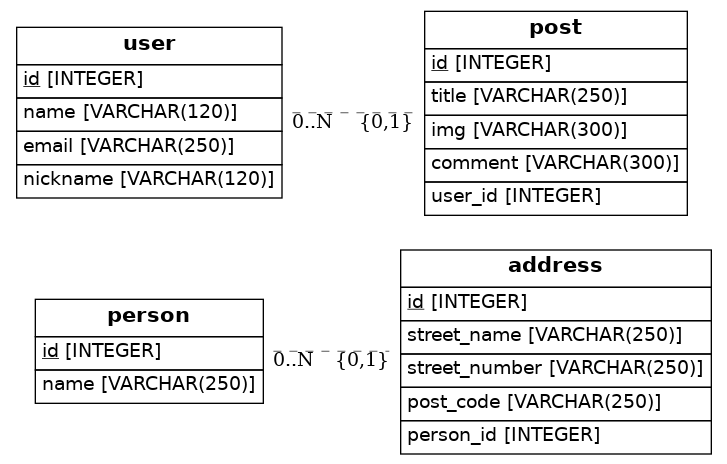 user
id [INTEGER]
name [VARCHAR(120)]
email [VARCHAR(250)]
nickname [VARCHAR(120)]
0..N {0,1}
post
id [INTEGER]
title [VARCHAR(250)]
img [VARCHAR(300)]
comment [VARCHAR(300)]
user_id [INTEGER]
person
id [INTEGER]
name [VARCHAR(250)]
0..N {0,1}
address
id [INTEGER]
street_name [VARCHAR(250)]
street_number [VARCHAR(250)]
post_code [VARCHAR(250)]
person_id [INTEGER]